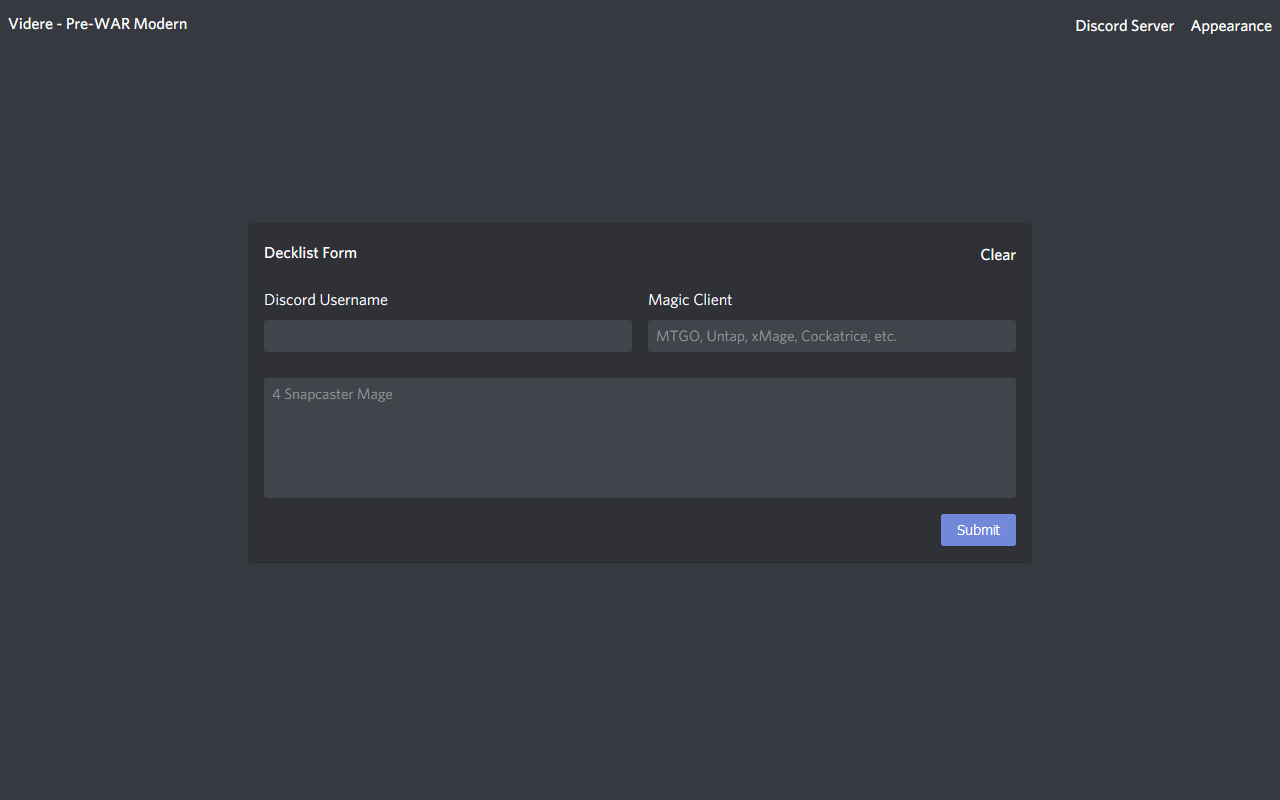 Videre - Pre-WAR Modern
Discord Server
Appearance
Decklist Form
Clear
Discord Username
Magic Client
MTGO, Untap, xMage, Cockatrice, etc.
4 Snapcaster Mage
Submit